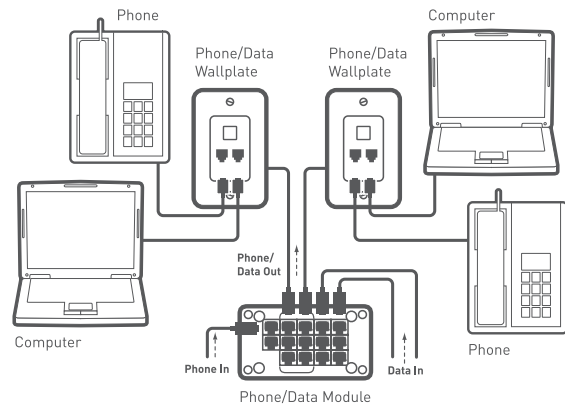 Phone
Computer
Phone/Data
Wallplate
Phone/Data
Wallplate
Phone/
Data Out
Computer
Phone In
Data In
Phone
Phone/Data Module